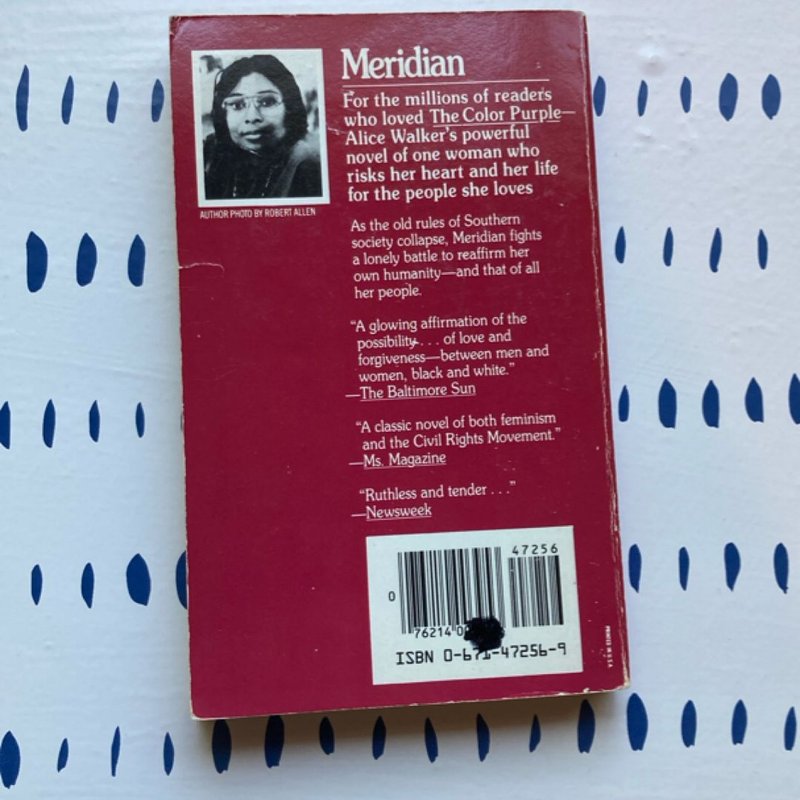 Meridian
For the millions of readers
who loved The Color Purple—
Alice Walker's powerful
novel of one woman who
risks her heart and her life
for the people she loves
AUTHOR PHOTO BY ROBERT ALLEN
As the old rules of Southern
society collapse, Meridian fights
a lonely battle to reaffirm her
own humanity—and that of all
her people.
“A glowing affirmation of the
possibility. . . of love and
forgiveness—between men and
women, black and white.”
—The Baltimore Sun
“A classic novel of both feminism
and the Civil Rights Movement.”
—Ms. Magazine
“Ruthless and tender . . .”
—Newsweek
47256
0
76214 0
ISBN 0-671-47256-9
PRINTED IN U.S.A.